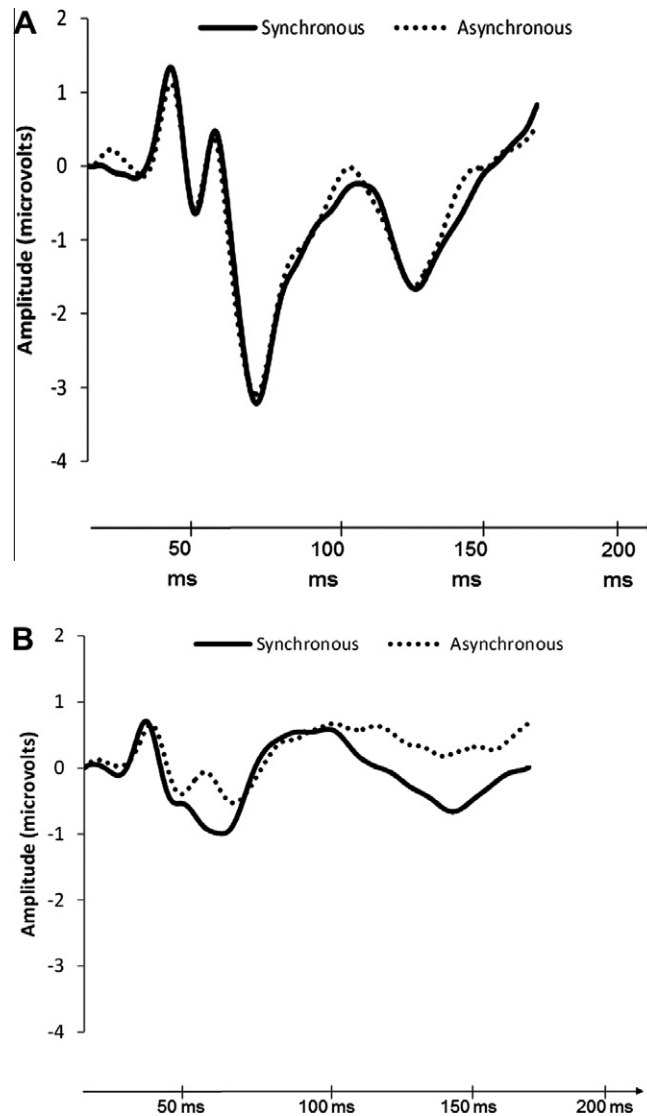 A
Synchronous Asynchronous
Amplitude (microvolts)
2
1
0
-1
-2
-3
-4
50 100 150 200
ms ms ms ms
B
Synchronous Asynchronous
Amplitude (microvolts)
2
1
0
-1
-2
-3
-4
50 ms 100 ms 150 ms 200 ms